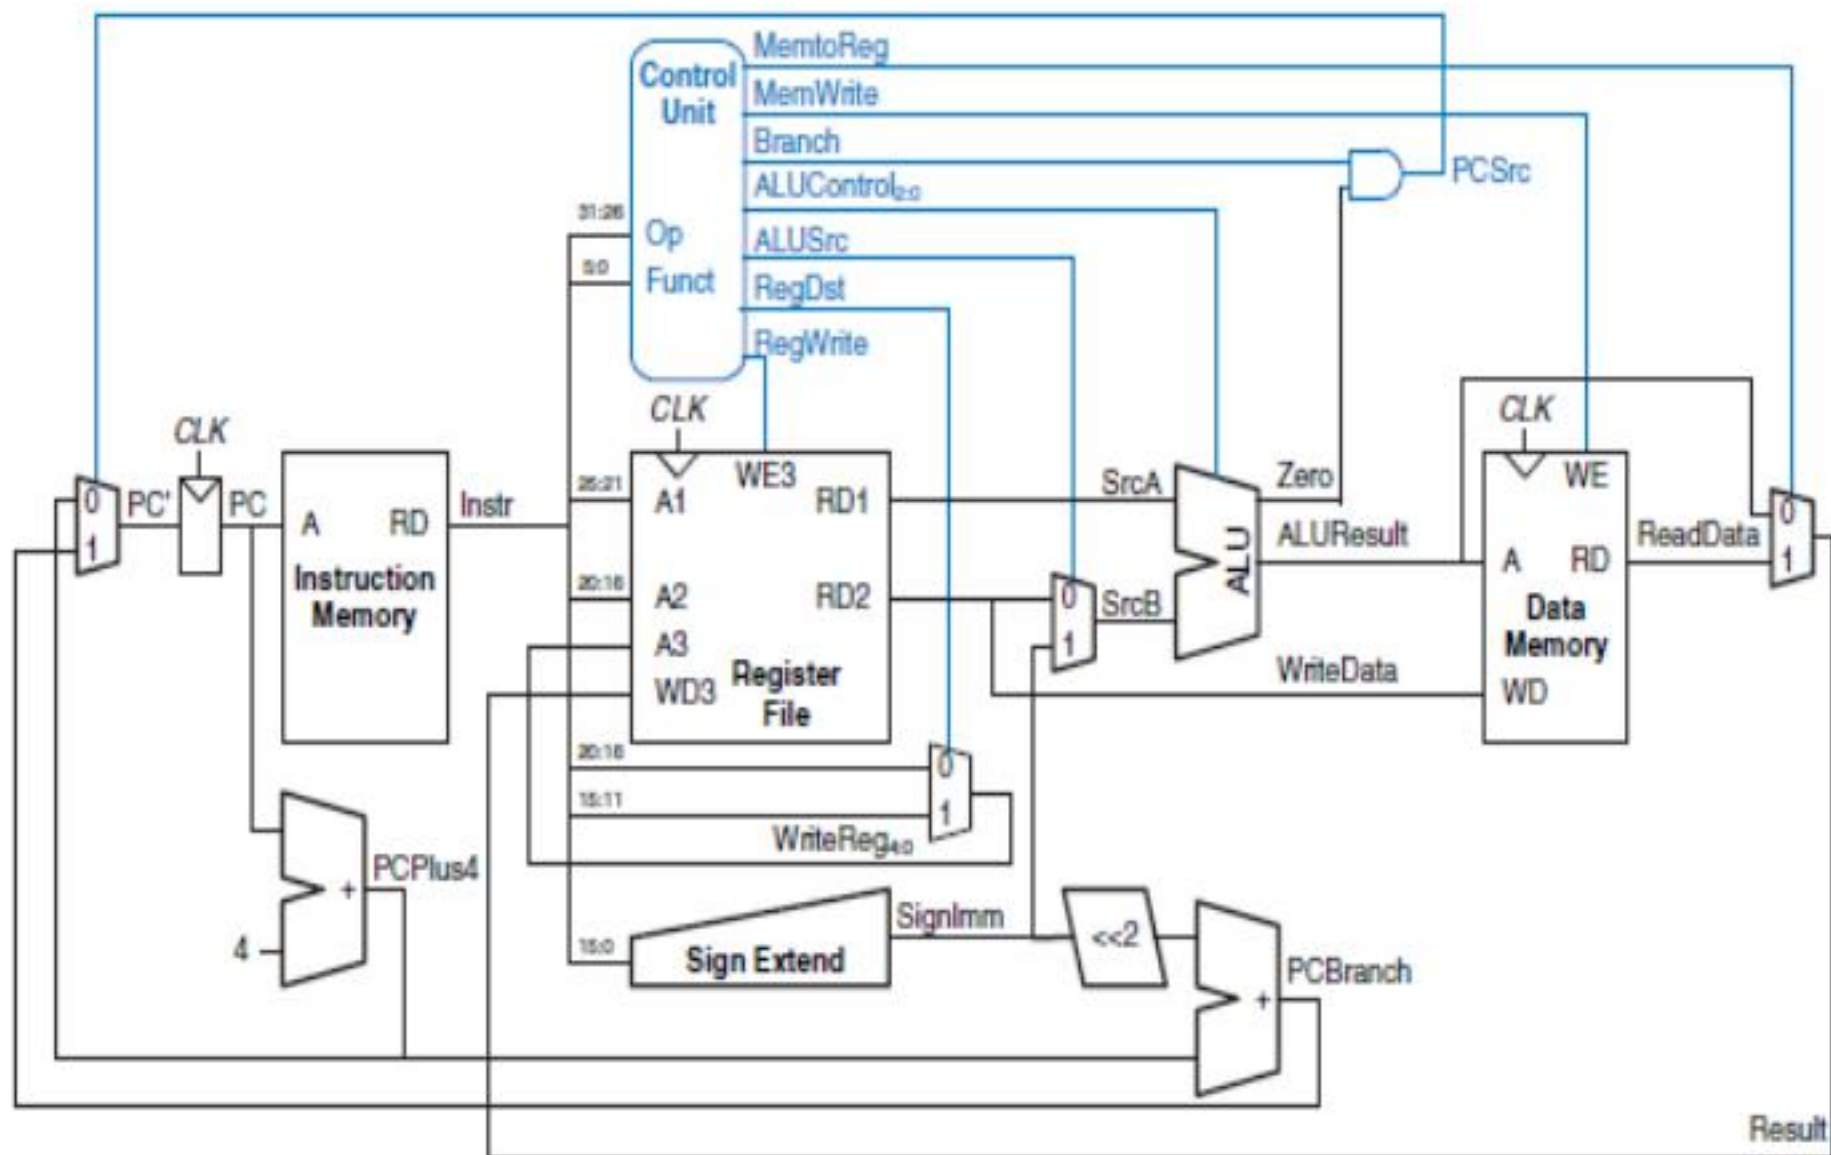 MemtoReg
Control
Unit
MemWrite
Branch
PCSrc
ALUControl2:0
31:26
Op
ALUSrc
5:0
Funct
RegDst
RegWrite
CLK
CLK
CLK
WE3
WE
0
PC'
PC
A
RD
Instr
25:21
A1
RD1
SrcA
Zero
0
1
Instruction
Memory
ALU
ALUResult
A
RD
ReadData
1
20:16
A2
RD2
0
SrcB
Data
Memory
A3
1
WD3
Register
File
WriteData
WD
20:16
0
15:11
1
WriteReg4:0
PCPlus4
+
4
SignImm
<<2
15:0
Sign Extend
PCBranch
+
Result